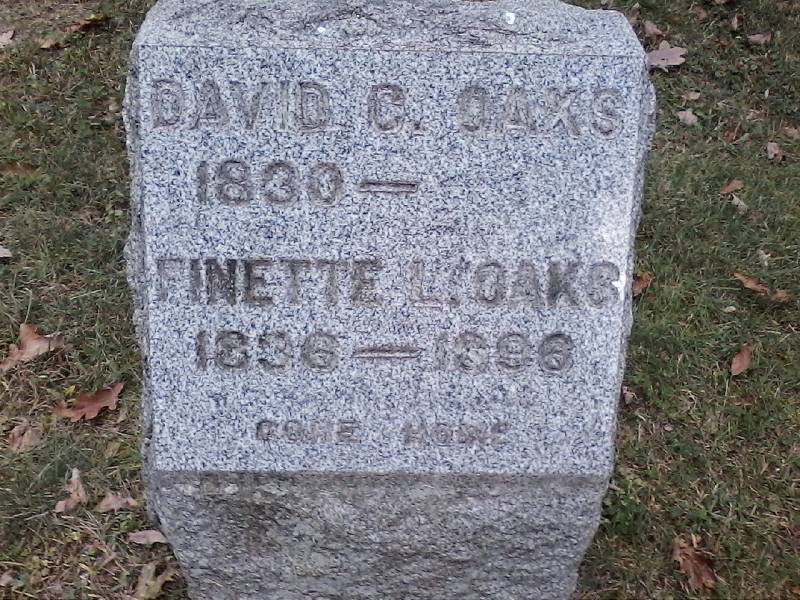 DAVID C. OAKS
1830 —
FINETTE L. OAKS
1836 — 1896
GONE HOME